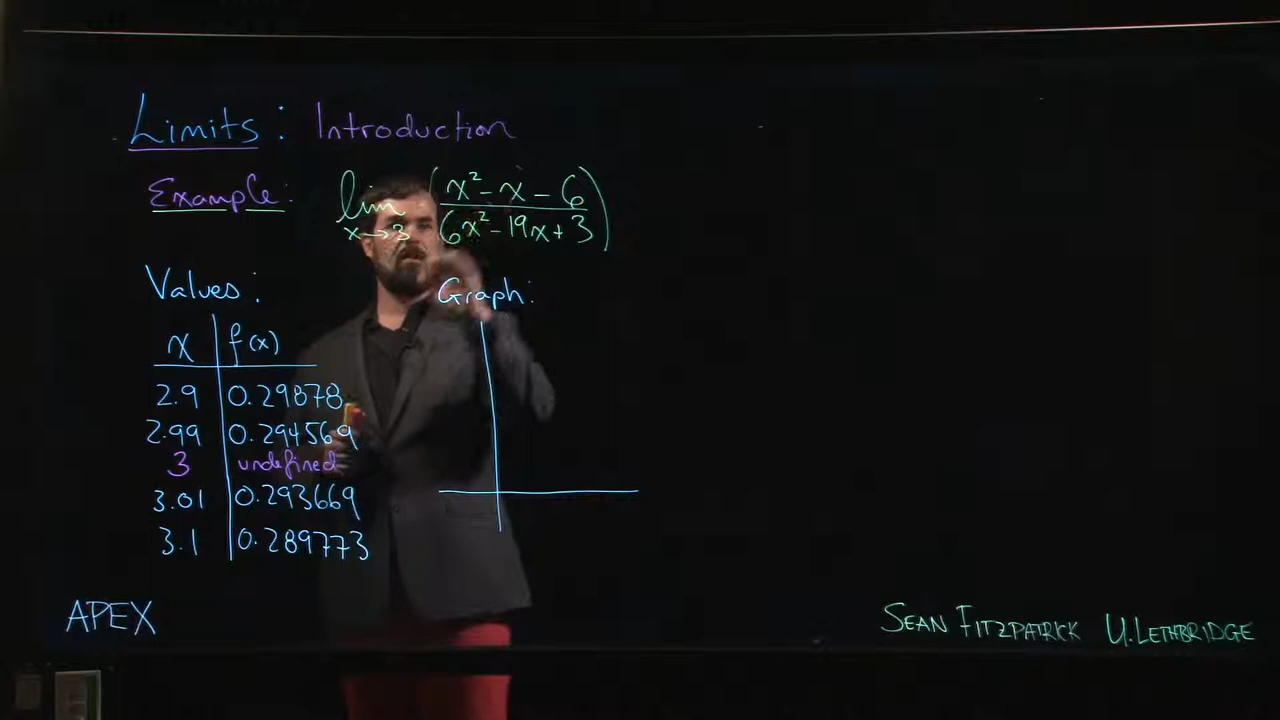 Limits: Introduction
Example: lim x→3 ( x² - x - 6 / 6x² - 19x + 3 )
Values:
x f(x)
2.9 0.29878
2.99 0.294569
3 undefined
3.01 0.293669
3.1 0.289773
Graph:
APEX
SEAN FITZPATRICK U. LETHBRIDGE